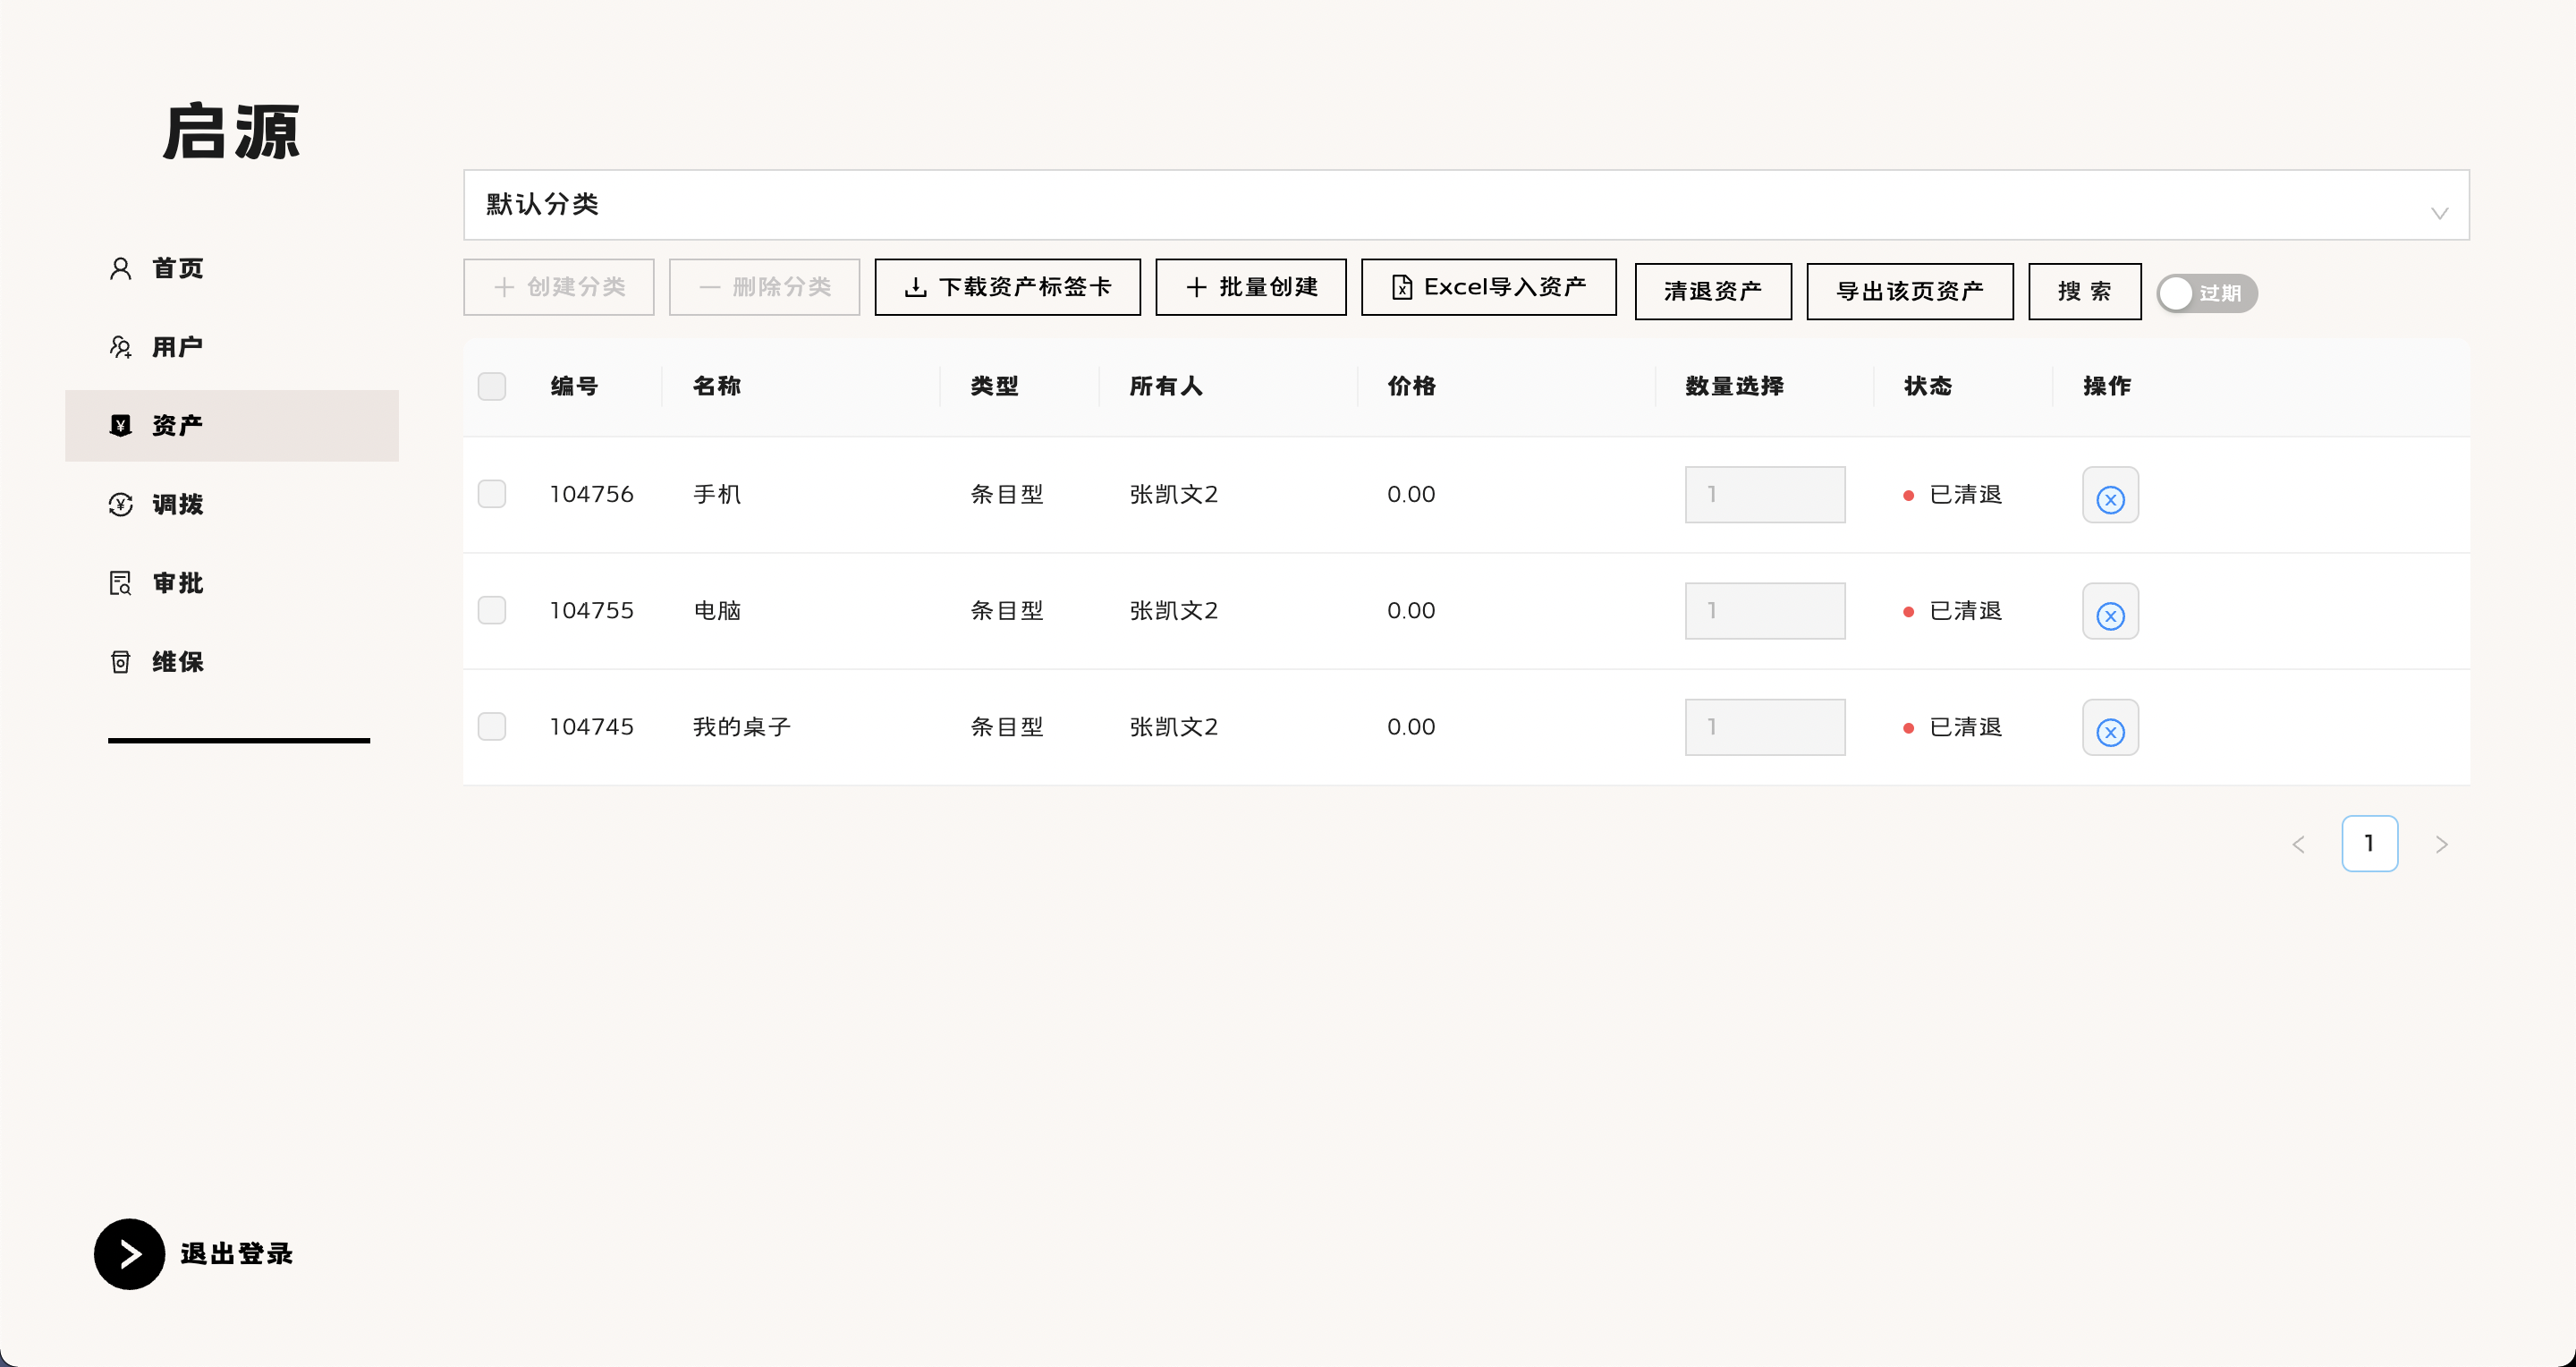 启源
首页
用户
资产
调拨
审批
维保
退出登录
默认分类
创建分类 删除分类 下载资产标签卡 批量创建 Excel导入资产 清退资产 导出该页资产 搜 索 过期
编号 名称 类型 所有人 价格 数量选择 状态 操作
104756 手机 条目型 张凯文2 0.00 1 已清退
104755 电脑 条目型 张凯文2 0.00 1 已清退
104745 我的桌子 条目型 张凯文2 0.00 1 已清退
1